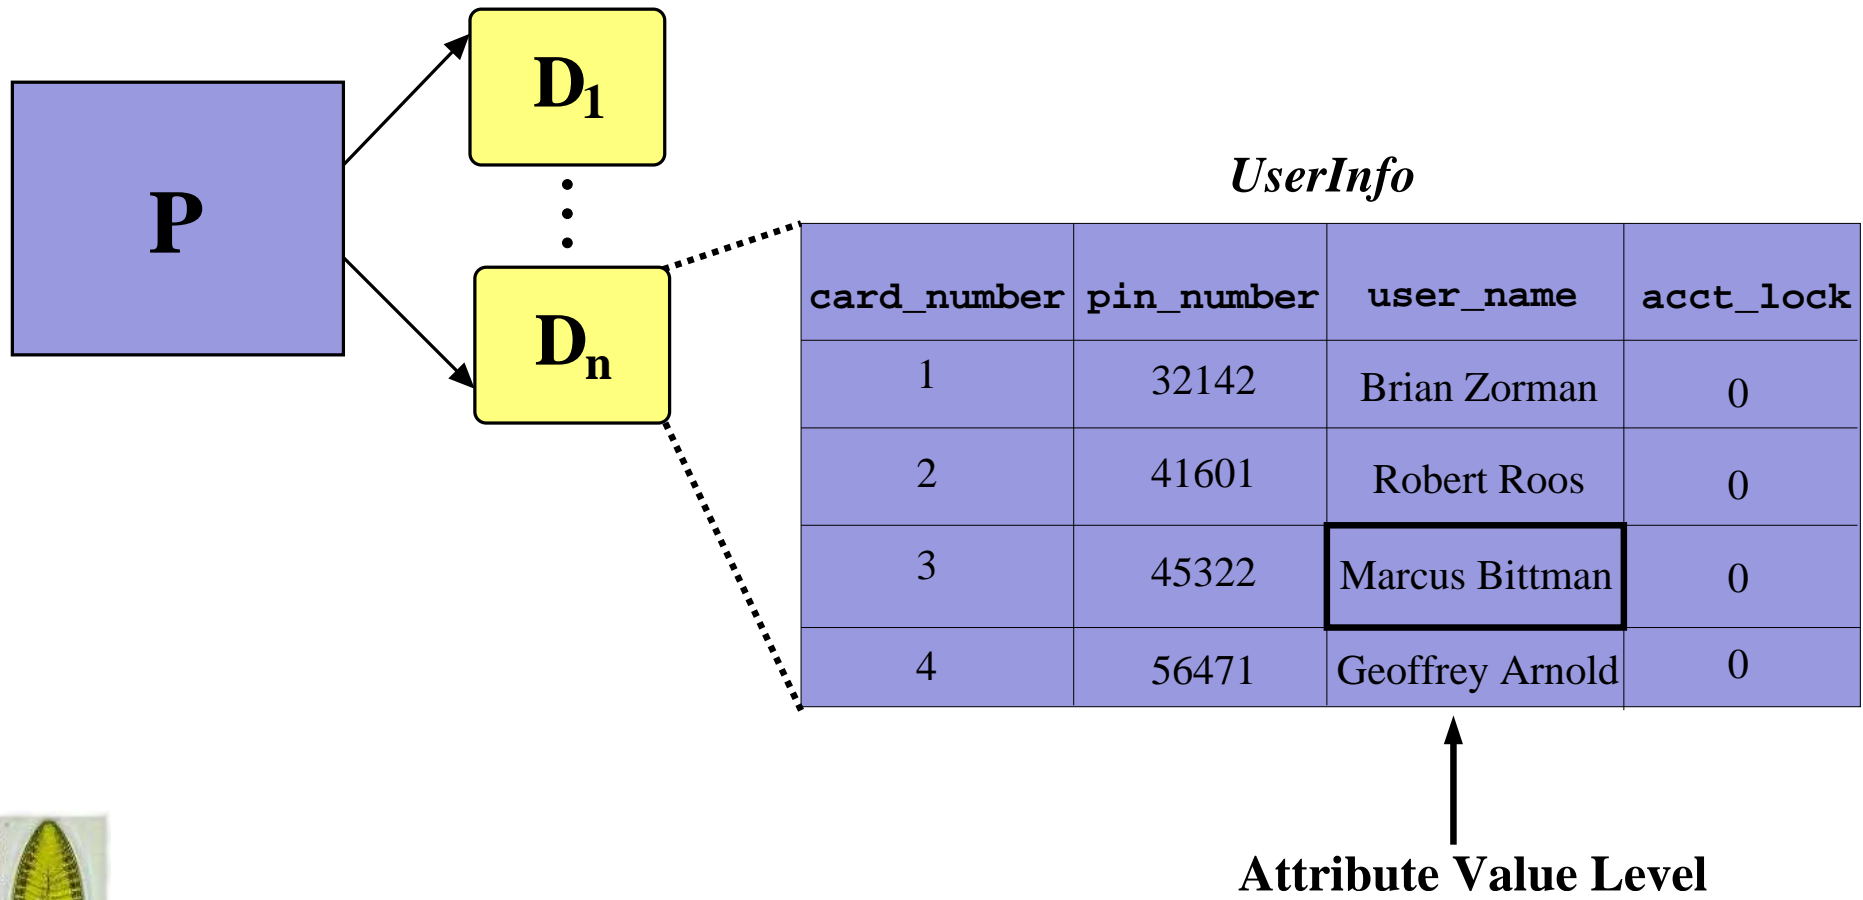 P
D1
Dn
UserInfo
card_number pin_number user_name acct_lock
1 32142 Brian Zorman 0
2 41601 Robert Roos 0
3 45322 Marcus Bittman 0
4 56471 Geoffrey Arnold 0
Attribute Value Level